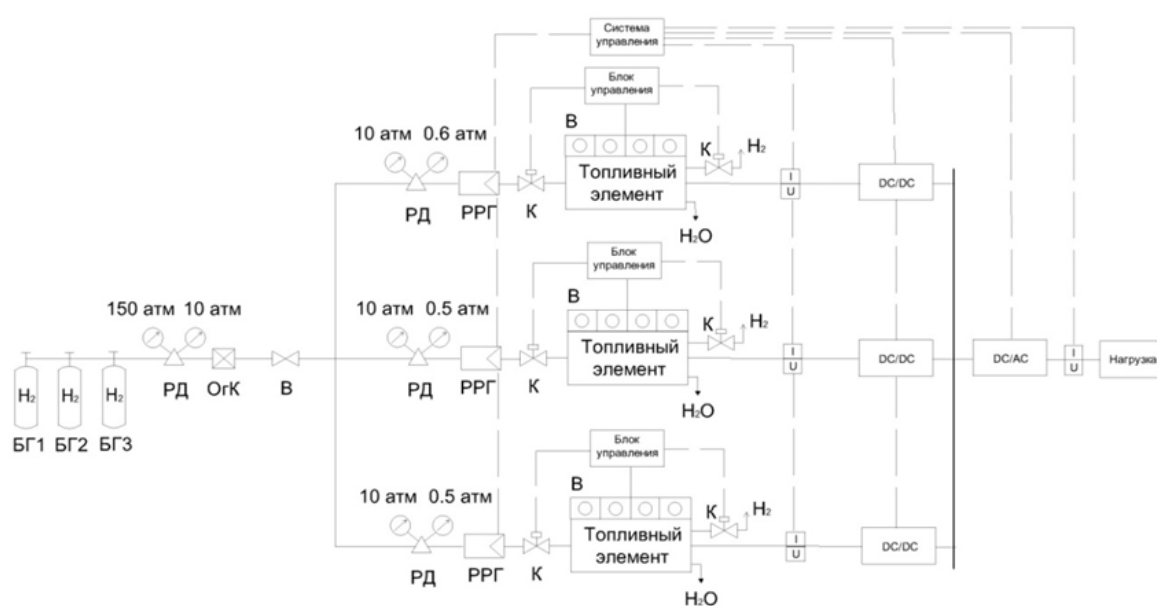 Система
управления
Блок
управления
10 атм 0.6 атм
В
К
H₂
Топливный
элемент
I
U
DC/DC
РД
РРГ
К
H₂O
Блок
управления
150 атм 10 атм
10 атм 0.5 атм
В
К
H₂
Топливный
элемент
I
U
DC/DC
DC/AC
I
U
Нагрузка
H₂
H₂
H₂
РД
ОгК
В
РД
РРГ
К
H₂O
БГ1
БГ2
БГ3
Блок
управления
10 атм 0.5 атм
В
К
H₂
Топливный
элемент
I
U
DC/DC
РД
РРГ
К
H₂O